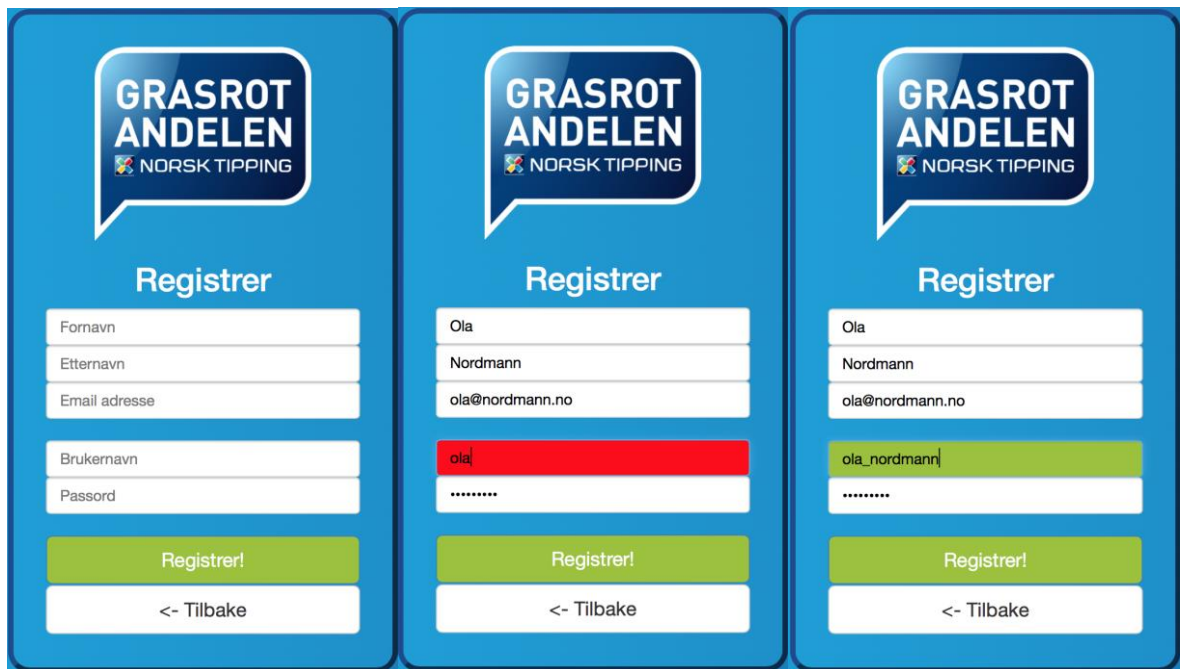 GRASROT
ANDELEN
NORSK TIPPING
Registrer
Fornavn
Etternavn
Email adresse
Brukernavn
Passord
Registrer!
<- Tilbake
GRASROT
ANDELEN
NORSK TIPPING
Registrer
Ola
Nordmann
ola@nordmann.no
ola
•••••••••
Registrer!
<- Tilbake
GRASROT
ANDELEN
NORSK TIPPING
Registrer
Ola
Nordmann
ola@nordmann.no
ola_nordmann
•••••••••
Registrer!
<- Tilbake